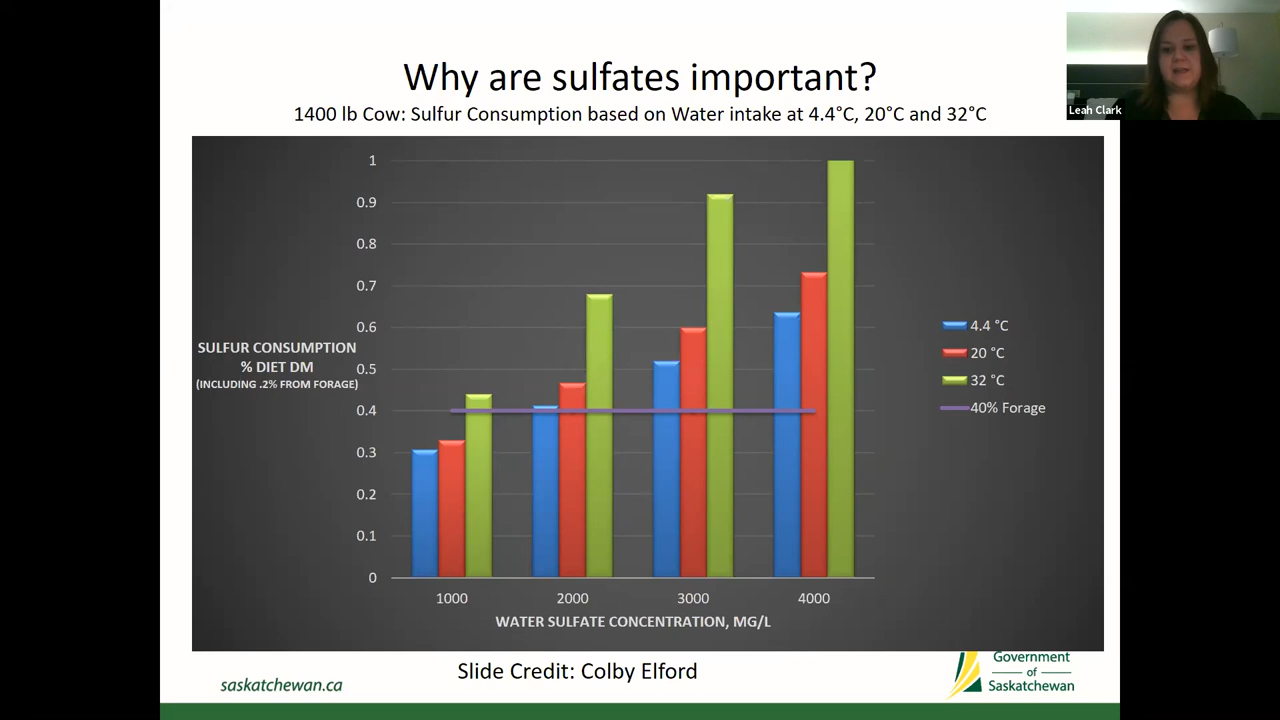 Why are sulfates important?
1400 lb Cow: Sulfur Consumption based on Water intake at 4.4°C, 20°C and 32°C
Leah Clark
1
0.9
0.8
0.7
0.6
0.5
0.4
0.3
0.2
0.1
0
SULFUR CONSUMPTION
% DIET DM
(INCLUDING .2% FROM FORAGE)
1000 2000 3000 4000
WATER SULFATE CONCENTRATION, MG/L
4.4 °C
20 °C
32 °C
40% Forage
Slide Credit: Colby Elford
saskatchewan.ca
Government
of
Saskatchewan